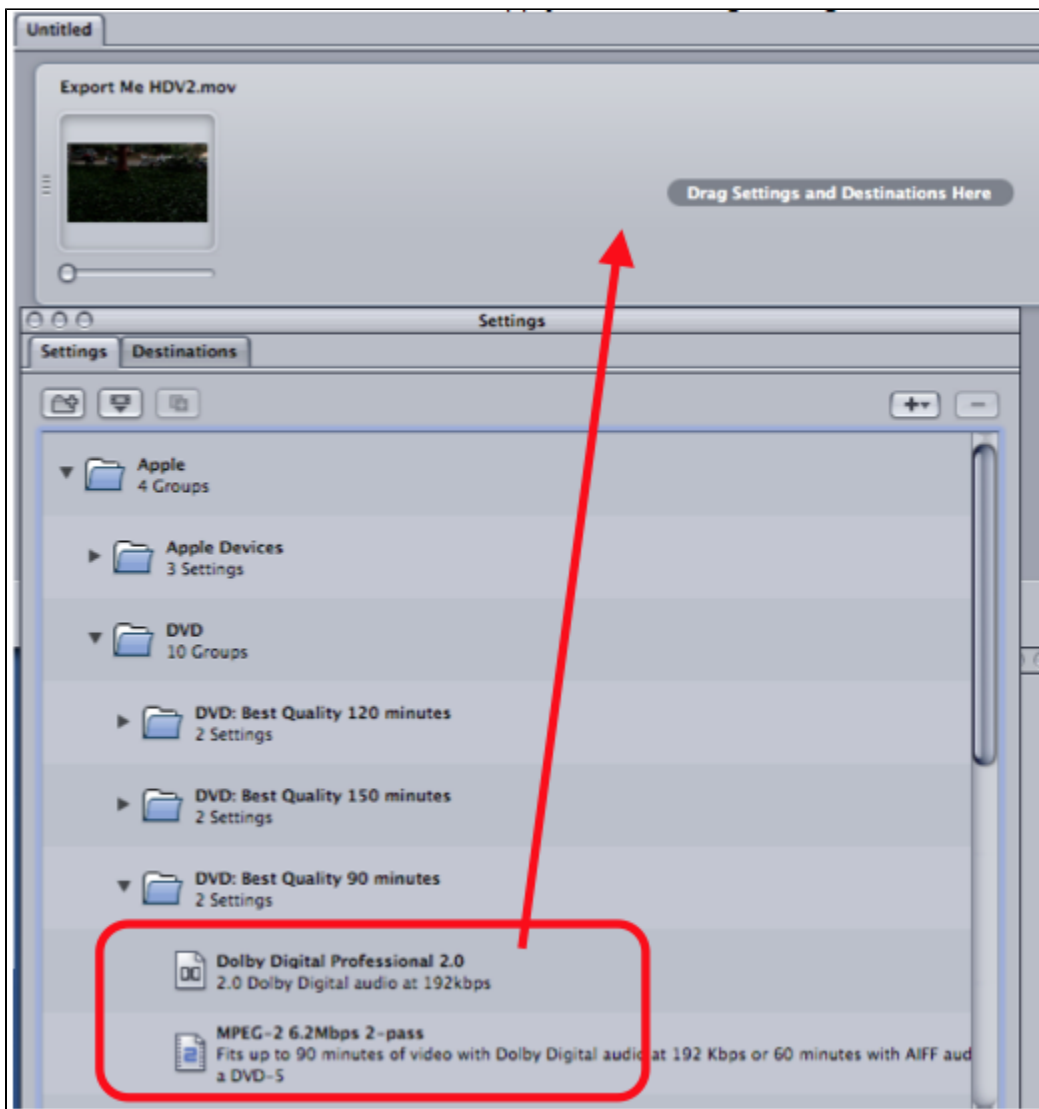 Untitled
Export Me HDV2.mov
Drag Settings and Destinations Here
Settings
Settings Destinations
Apple
4 Groups
Apple Devices
3 Settings
DVD
10 Groups
DVD: Best Quality 120 minutes
2 Settings
DVD: Best Quality 150 minutes
2 Settings
DVD: Best Quality 90 minutes
2 Settings
Dolby Digital Professional 2.0
2.0 Dolby Digital audio at 192kbps
MPEG-2 6.2Mbps 2-pass
Fits up to 90 minutes of video with Dolby Digital audio at 192 Kbps or 60 minutes with AIFF aud
a DVD-5